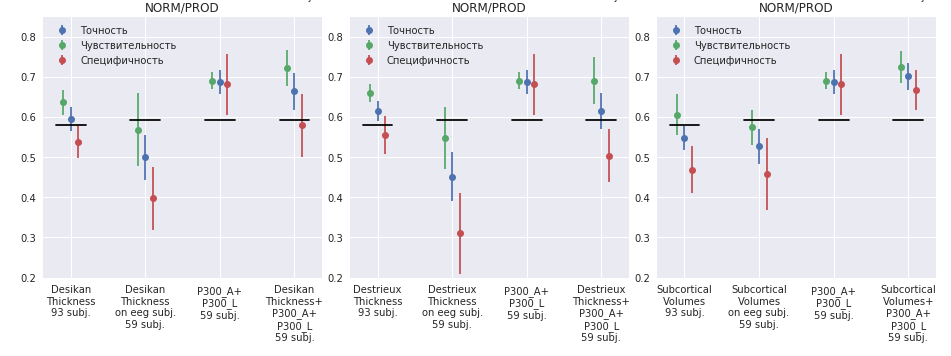 NORM/PROD
0.8
0.7
0.6
0.5
0.4
0.3
0.2
Точность
Чувствительность
Специфичность
Desikan
Thickness
93 subj.
Desikan
Thickness
on eeg subj.
59 subj.
P300_A+
P300_L
59 subj.
Desikan
Thickness+
P300_A+
P300_L
59 subj.
NORM/PROD
0.8
0.7
0.6
0.5
0.4
0.3
0.2
Точность
Чувствительность
Специфичность
Destrieux
Thickness
93 subj.
Destrieux
Thickness
on eeg subj.
59 subj.
P300_A+
P300_L
59 subj.
Destrieux
Thickness+
P300_A+
P300_L
59 subj.
NORM/PROD
0.8
0.7
0.6
0.5
0.4
0.3
0.2
Точность
Чувствительность
Специфичность
Subcortical
Volumes
93 subj.
Subcortical
Volumes
on eeg subj.
59 subj.
P300_A+
P300_L
59 subj.
Subcortical
Volumes+
P300_A+
P300_L
59 subj.